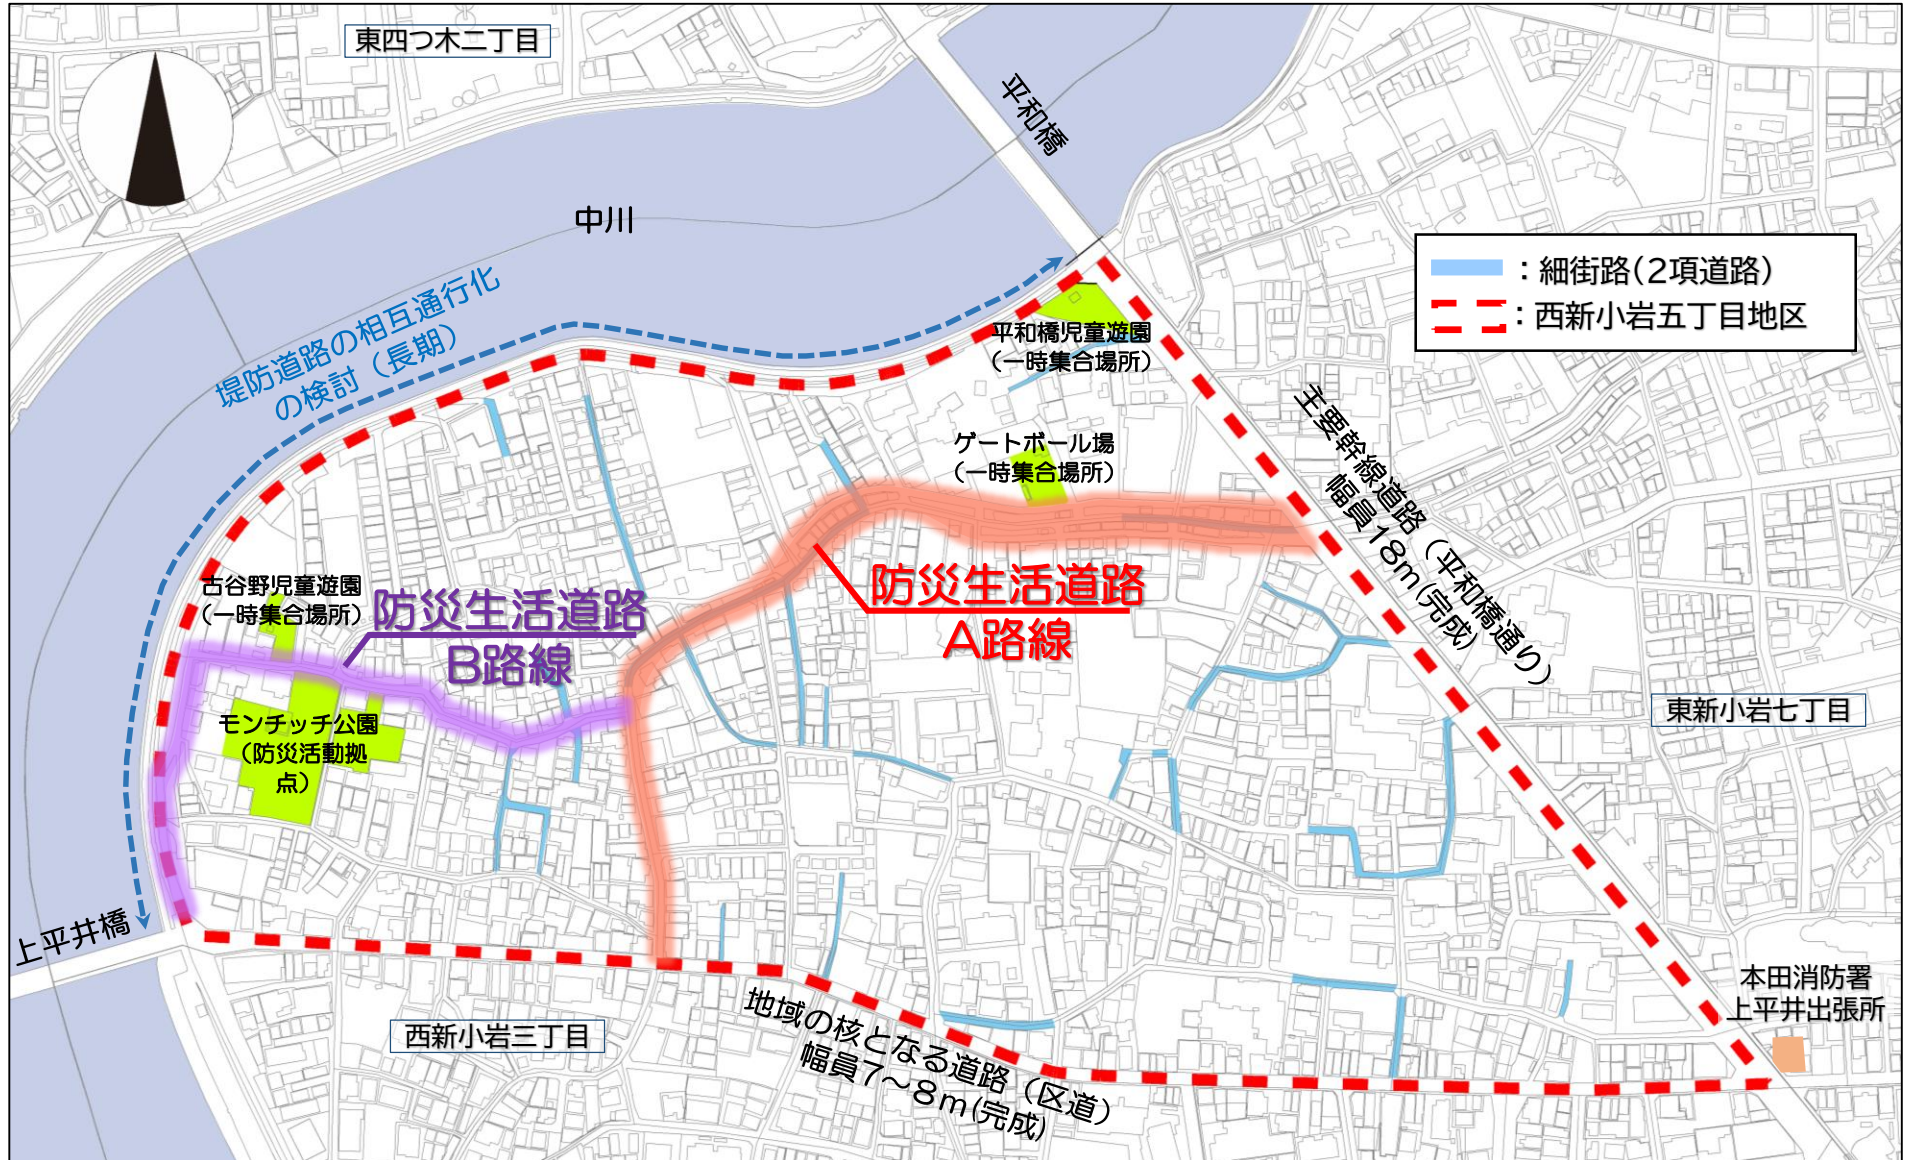 東四つ木二丁目
平和橋
中川
：細街路(2項道路)
：西新小岩五丁目地区
堤防道路の相互通行化
の検討（長期）
平和橋児童遊園
（一時集合場所）
主要幹線道路（平和橋通り）
幅員18m(完成)
ゲートボール場
（一時集合場所）
古谷野児童遊園
（一時集合場所）
防災生活道路
B路線
防災生活道路
A路線
東新小岩七丁目
モンチッチ公園
（防災活動拠
点）
上平井橋
本田消防署
上平井出張所
西新小岩三丁目
地域の核となる道路（区道）
幅員7～8m(完成)